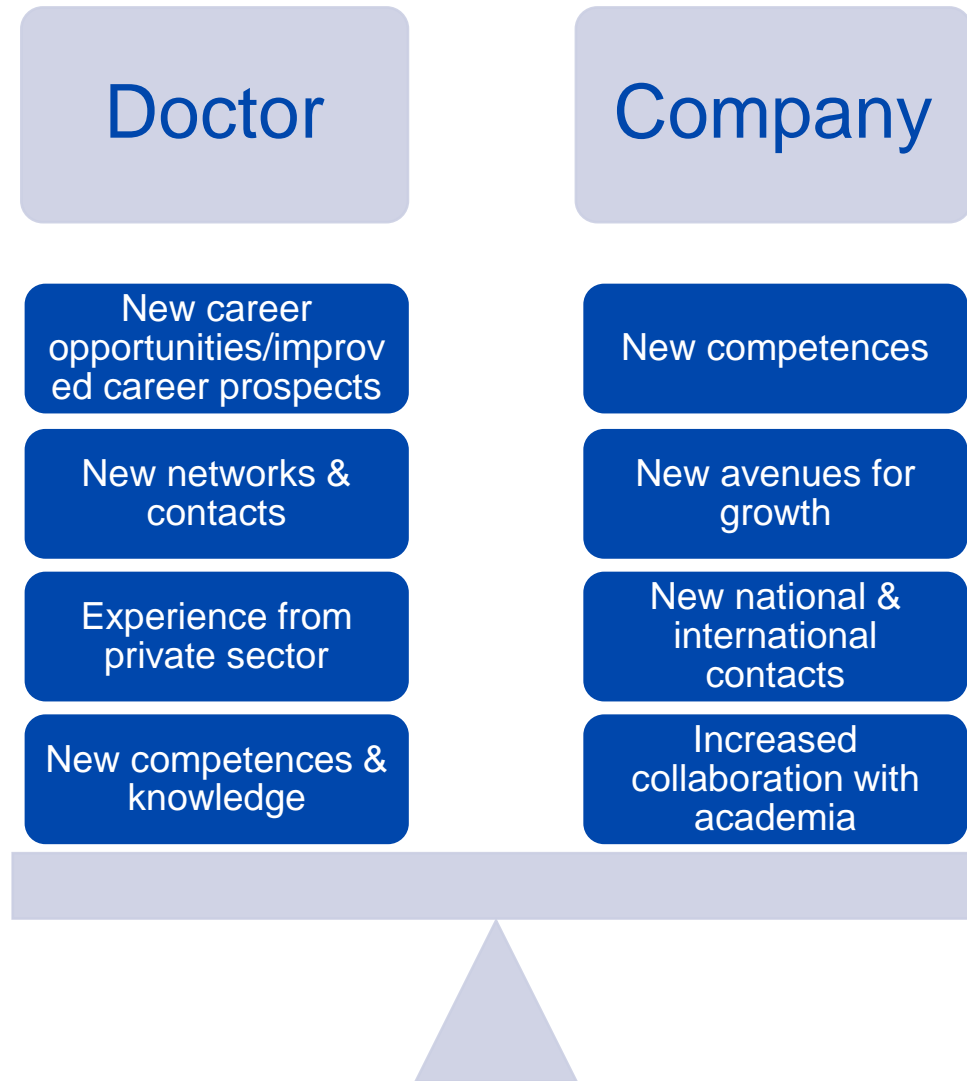 Doctor
Company
New career
opportunities/improv
ed career prospects
New networks &
contacts
Experience from
private sector
New competences &
knowledge
New competences
New avenues for
growth
New national &
international
contacts
Increased
collaboration with
academia